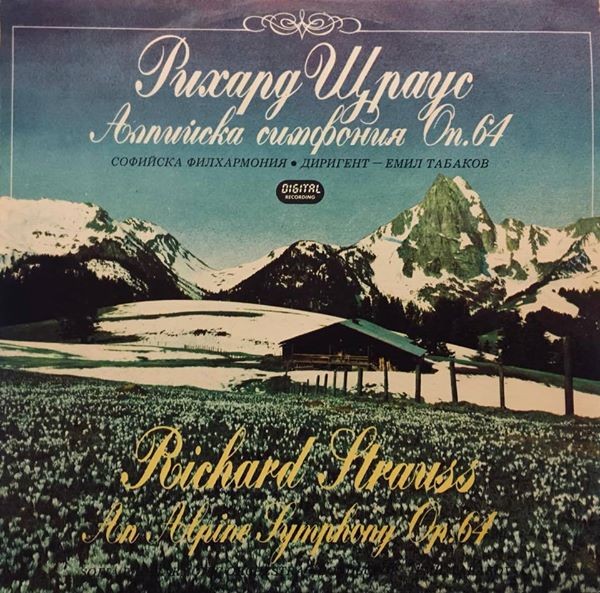 Рихард Щраус
Алпийска симфония Оп.64
СОФИЙСКА ФИЛХАРМОНИЯ • ДИРИГЕНТ — ЕМИЛ ТАБАКОВ
DIGITAL
RECORDING
Richard Strauss
An Alpine Symphony Op.64